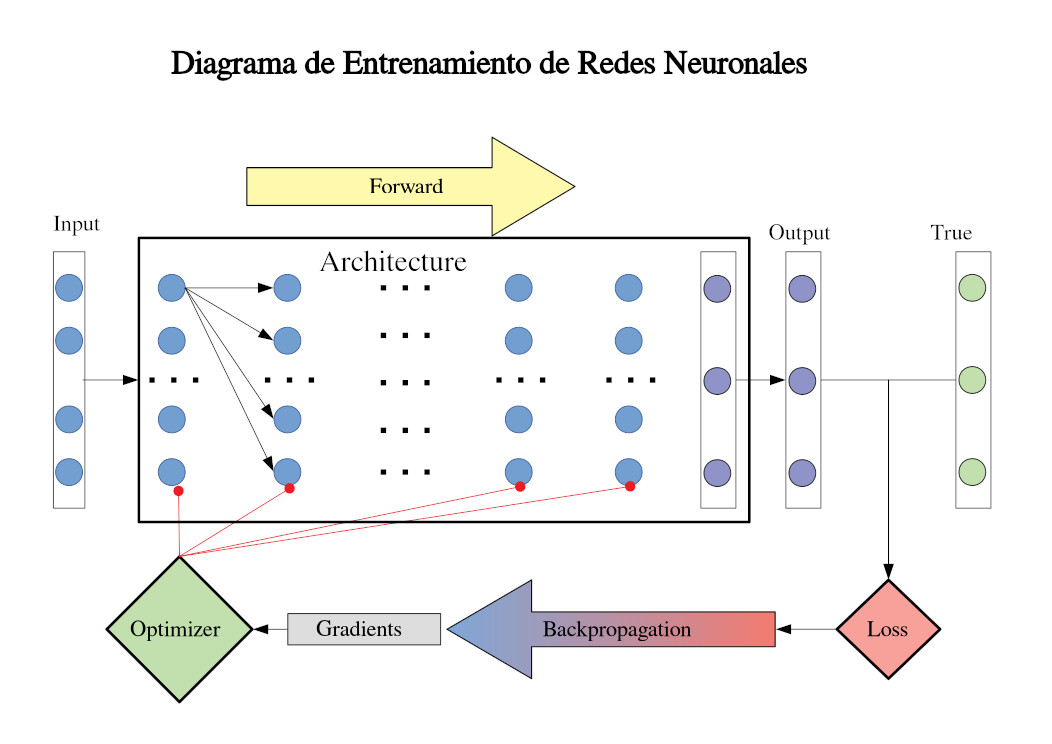 Diagrama de Entrenamiento de Redes Neuronales
Forward
Input
Output
True
Architecture
Optimizer
Gradients
Backpropagation
Loss